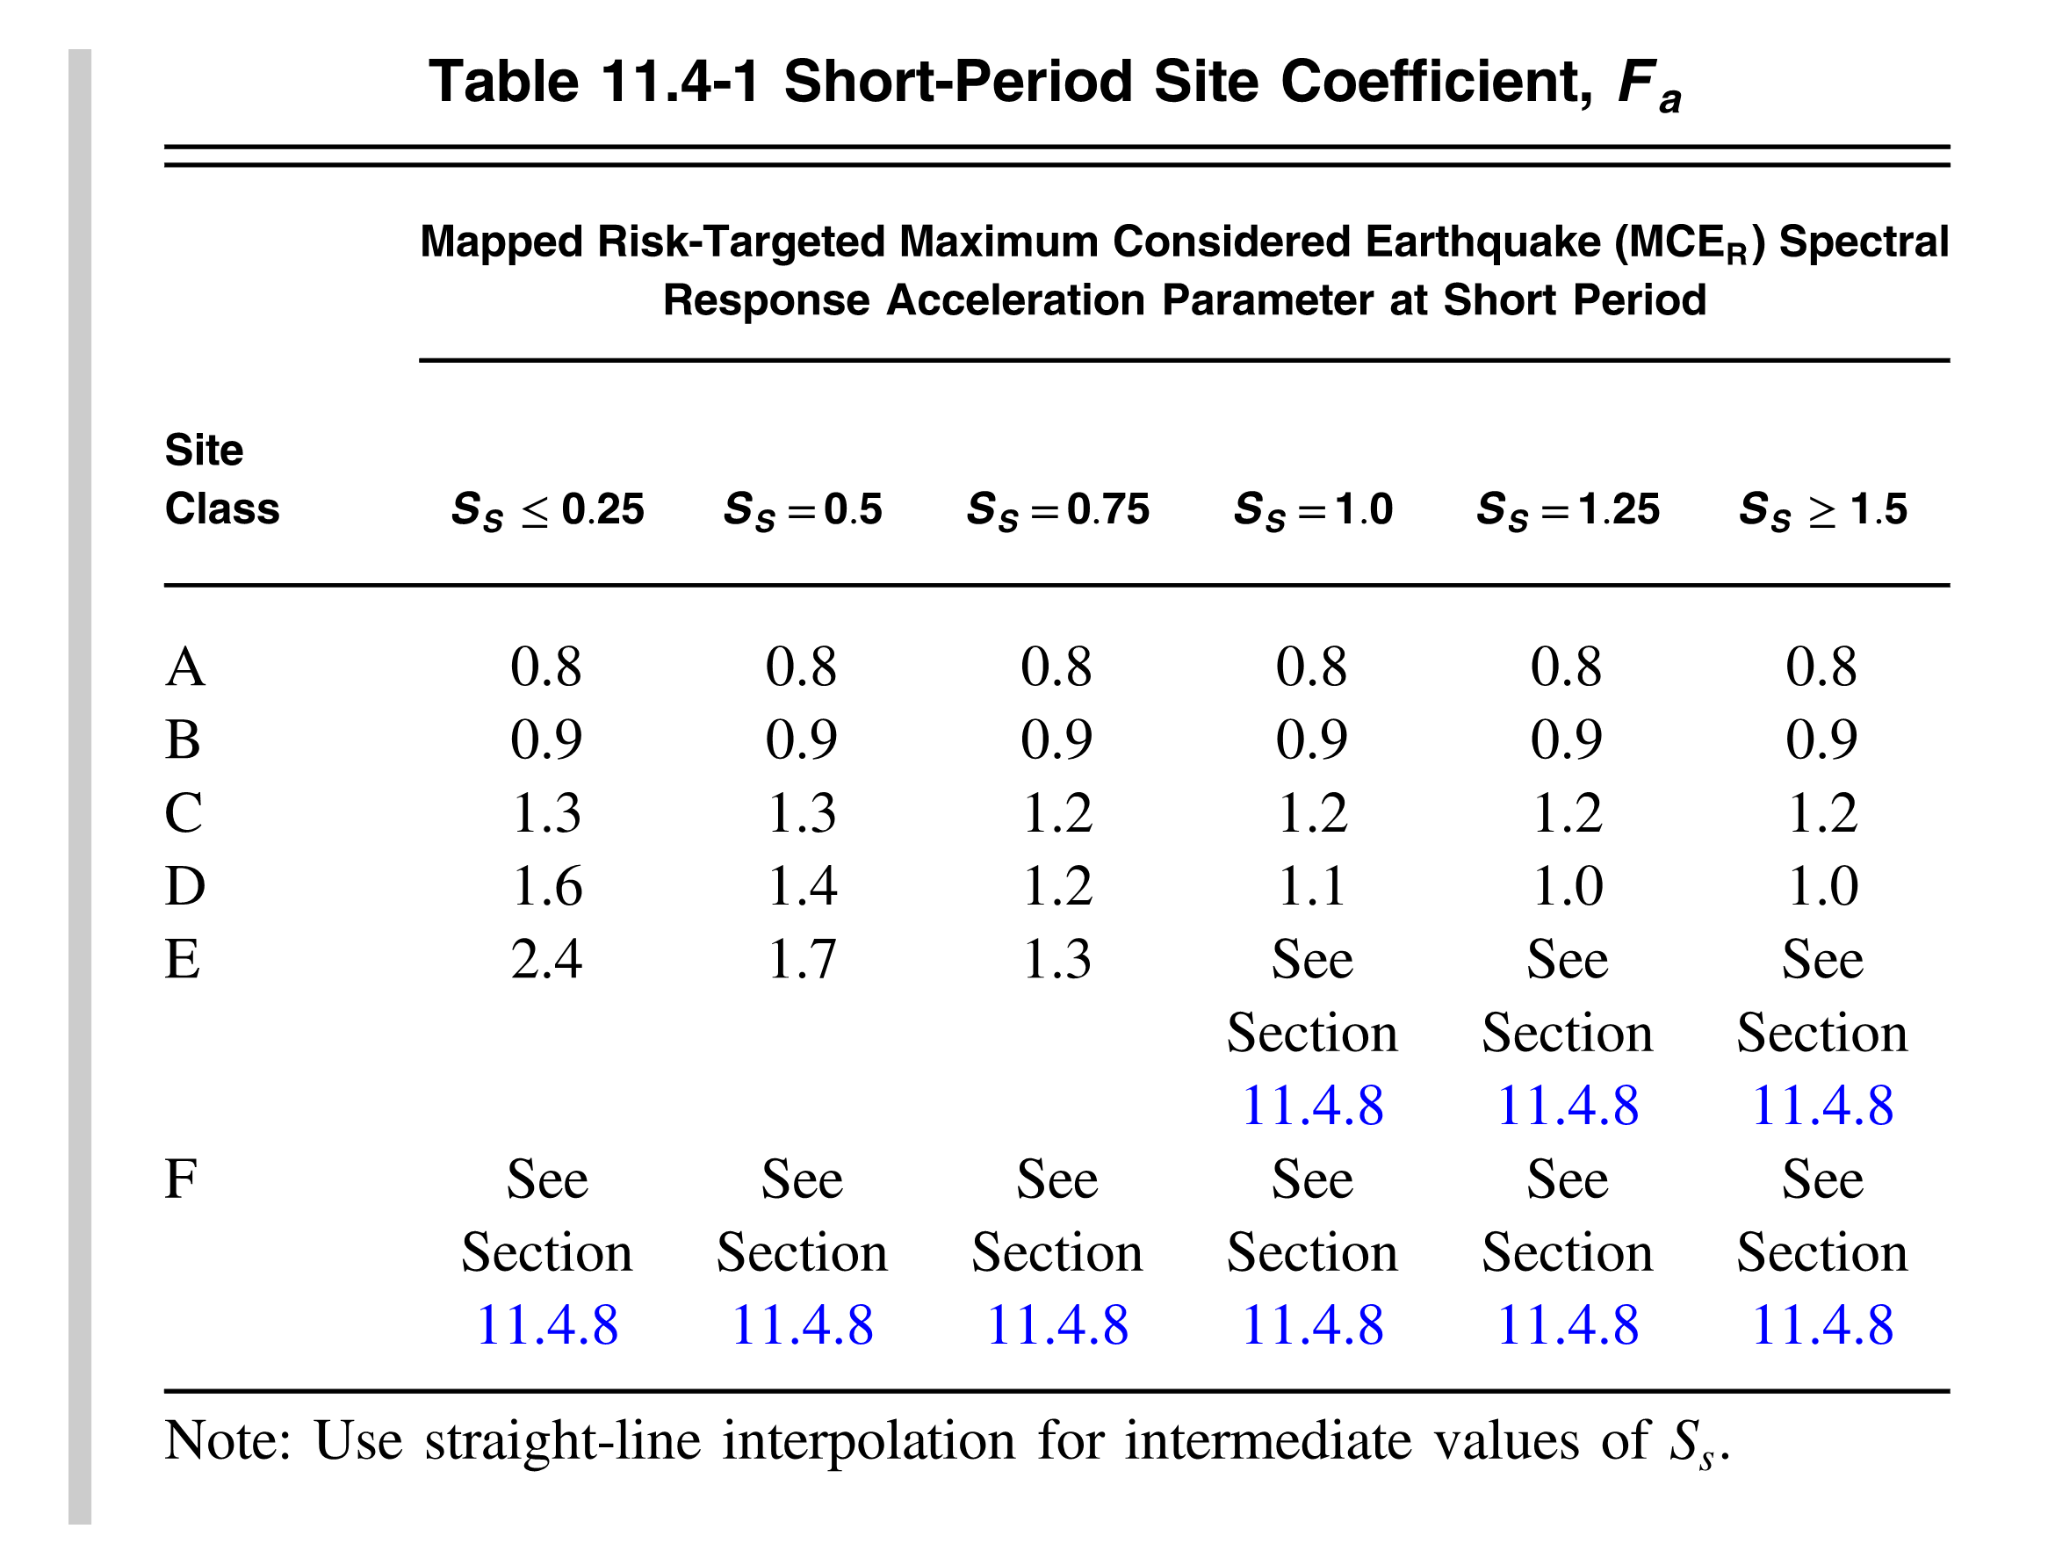 Table 11.4-1 Short-Period Site Coefficient, Fa
Mapped Risk-Targeted Maximum Considered Earthquake (MCER) Spectral
Response Acceleration Parameter at Short Period
Site
Class SS ≤ 0.25 SS = 0.5 SS = 0.75 SS = 1.0 SS = 1.25 SS ≥ 1.5
A 0.8 0.8 0.8 0.8 0.8 0.8
B 0.9 0.9 0.9 0.9 0.9 0.9
C 1.3 1.3 1.2 1.2 1.2 1.2
D 1.6 1.4 1.2 1.1 1.0 1.0
E 2.4 1.7 1.3 See See See
Section Section Section
11.4.8 11.4.8 11.4.8
F See See See See See See
Section Section Section Section Section Section
11.4.8 11.4.8 11.4.8 11.4.8 11.4.8 11.4.8
Note: Use straight-line interpolation for intermediate values of Ss.